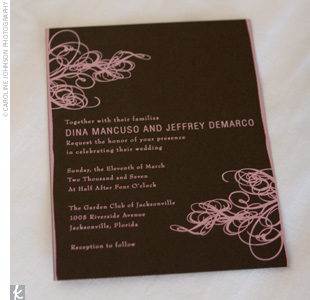 © CAROLINE JOHNSON PHOTOGRAPHY
Together with their families
DINA MANCUSO AND JEFFREY DEMARCO
Request the honor of your presence
in celebrating their wedding
Sunday, the Eleventh of March
Two Thousand and Seven
At Half After Four O'clock
The Garden Club of Jacksonville
1005 Riverside Avenue
Jacksonville, Florida
Reception to follow
k